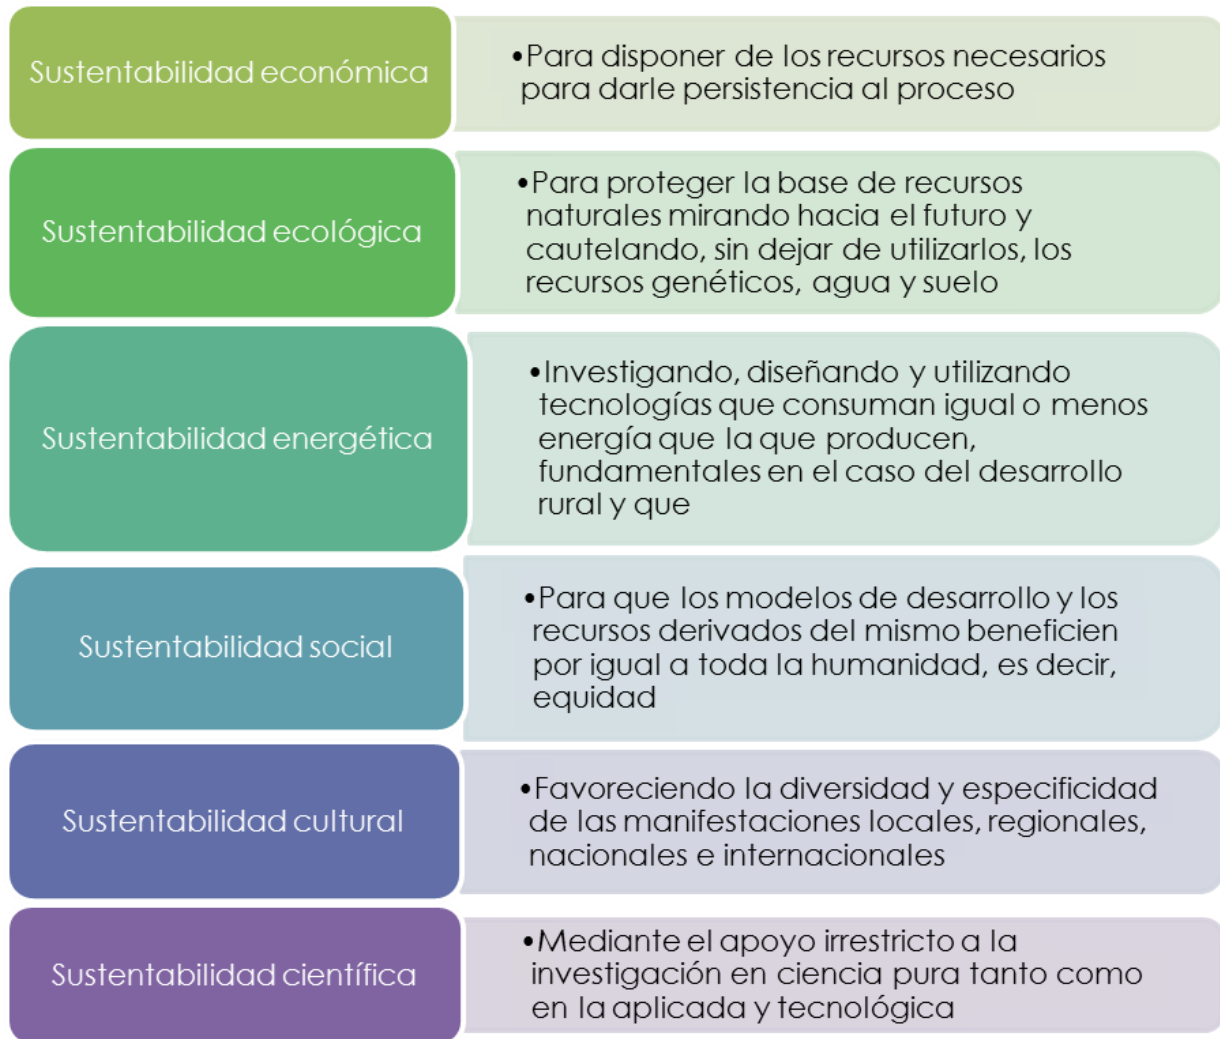 Sustentabilidad económica
•Para disponer de los recursos necesarios
para darle persistencia al proceso
Sustentabilidad ecológica
•Para proteger la base de recursos
naturales mirando hacia el futuro y
cautelando, sin dejar de utilizarlos, los
recursos genéticos, agua y suelo
Sustentabilidad energética
•Investigando, diseñando y utilizando
tecnologías que consuman igual o menos
energía que la que producen,
fundamentales en el caso del desarrollo
rural y que
Sustentabilidad social
•Para que los modelos de desarrollo y los
recursos derivados del mismo beneficien
por igual a toda la humanidad, es decir,
equidad
Sustentabilidad cultural
•Favoreciendo la diversidad y especificidad
de las manifestaciones locales, regionales,
nacionales e internacionales
Sustentabilidad científica
•Mediante el apoyo irrestricto a la
investigación en ciencia pura tanto como
en la aplicada y tecnológica